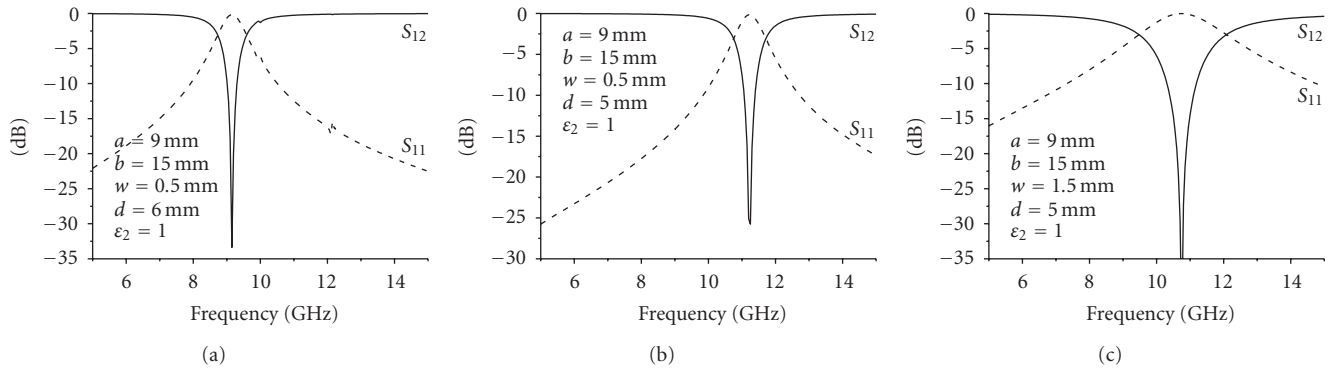 0
−5
−10
−15
−20
−25
−30
−35
(dB)
S12
S11
a = 9 mm
b = 15 mm
w = 0.5 mm
d = 6 mm
ε2 = 1
6 8 10 12 14
Frequency (GHz)
(a)
0
−5
−10
−15
−20
−25
−30
(dB)
a = 9 mm
b = 15 mm
w = 0.5 mm
d = 5 mm
ε2 = 1
S12
S11
6 8 10 12 14
Frequency (GHz)
(b)
0
−5
−10
−15
−20
−25
−30
−35
(dB)
S12
S11
a = 9 mm
b = 15 mm
w = 1.5 mm
d = 5 mm
ε2 = 1
6 8 10 12 14
Frequency (GHz)
(c)